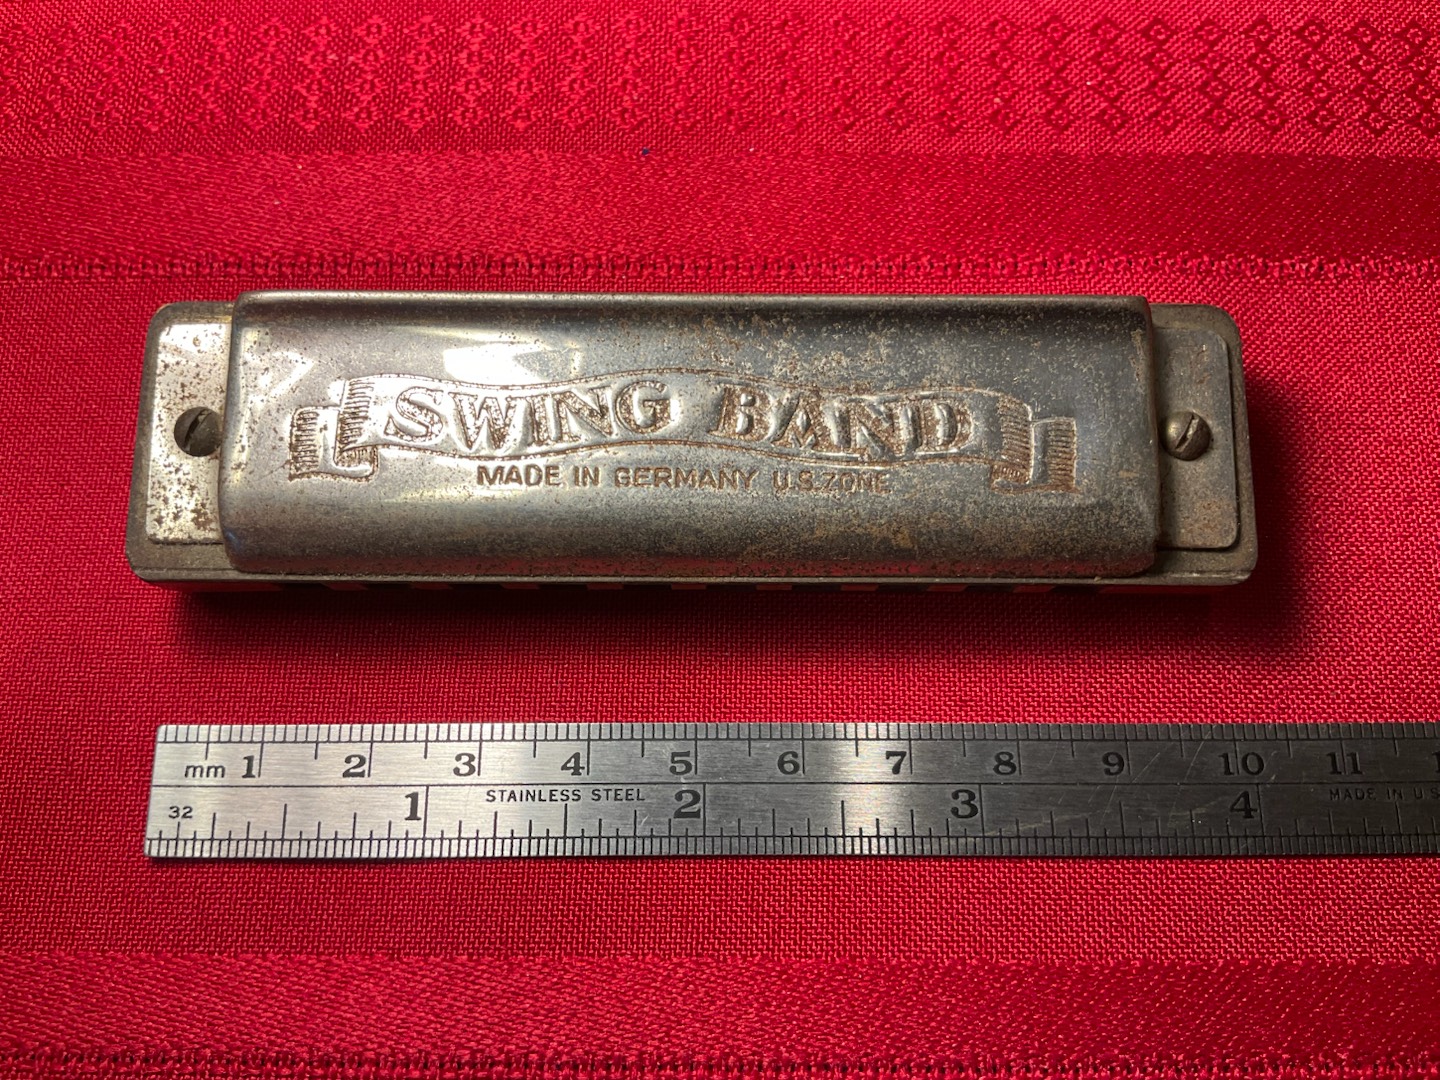 SWING BAND
MADE IN GERMANY U.S.ZONE
mm 1 2 3 4 5 6 7 8 9 10 11
32 1 STAINLESS STEEL 2 3 4 MADE IN U S